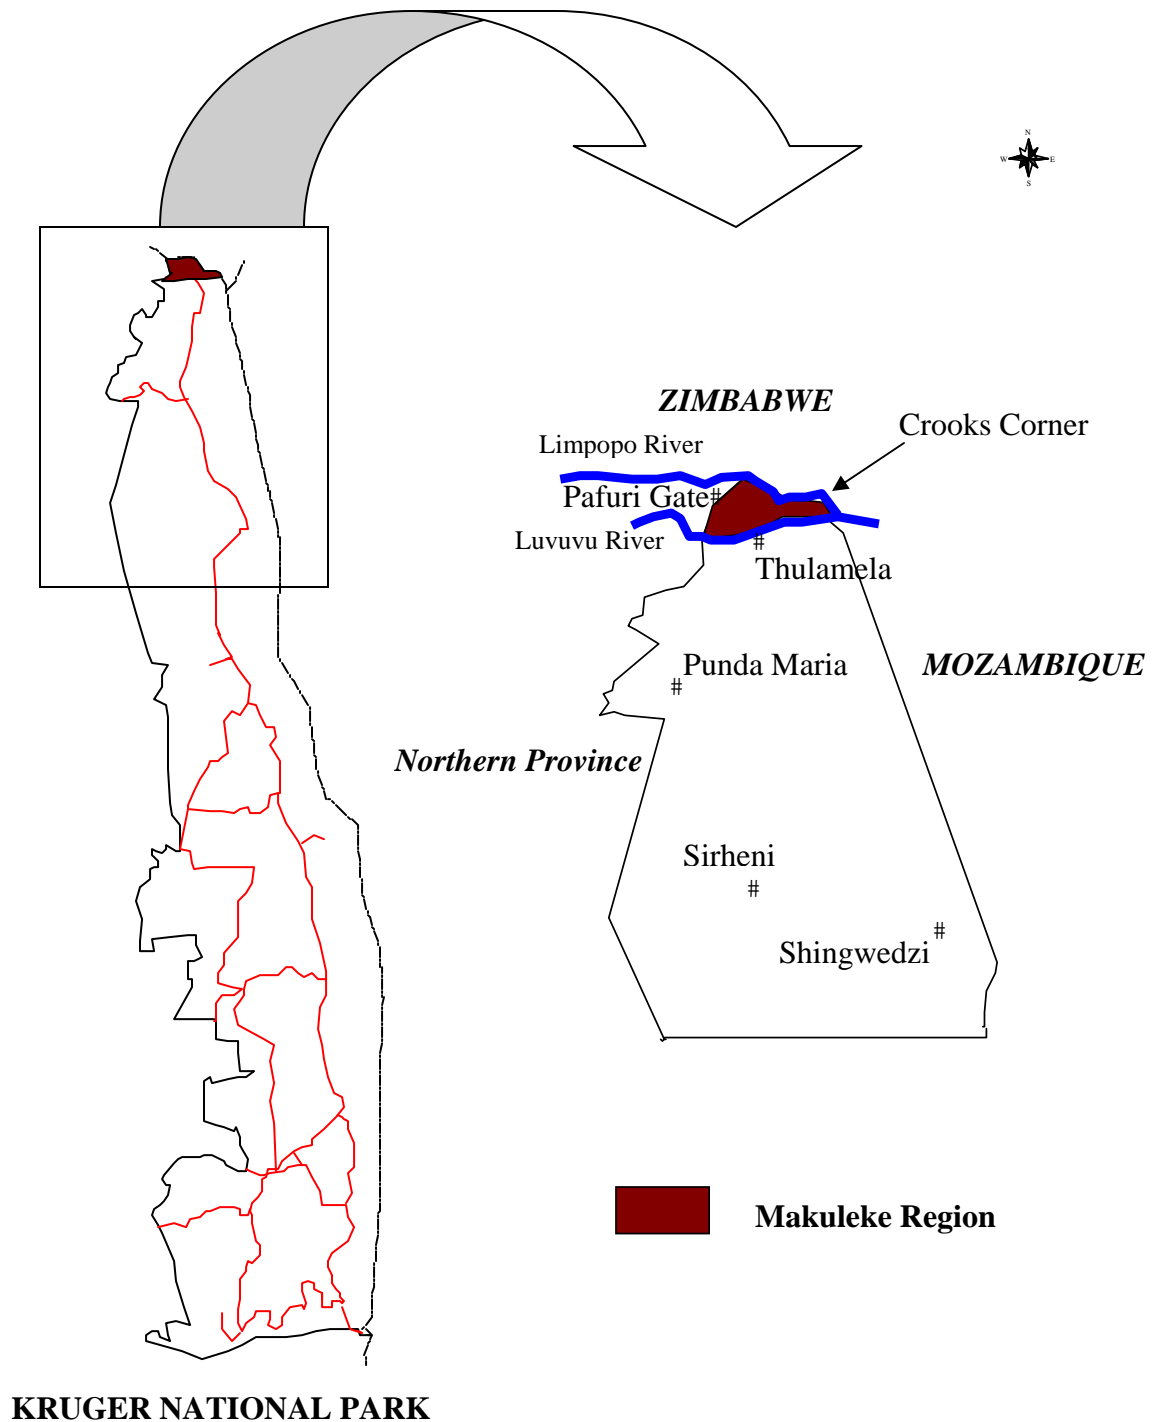 N
W E
S
ZIMBABWE
Crooks Corner
Limpopo River
Pafuri Gate#
Luvuvu River
#
Thulamela
Punda Maria
#
MOZAMBIQUE
Northern Province
Sirheni
#
#
Shingwedzi
Makuleke Region
KRUGER NATIONAL PARK